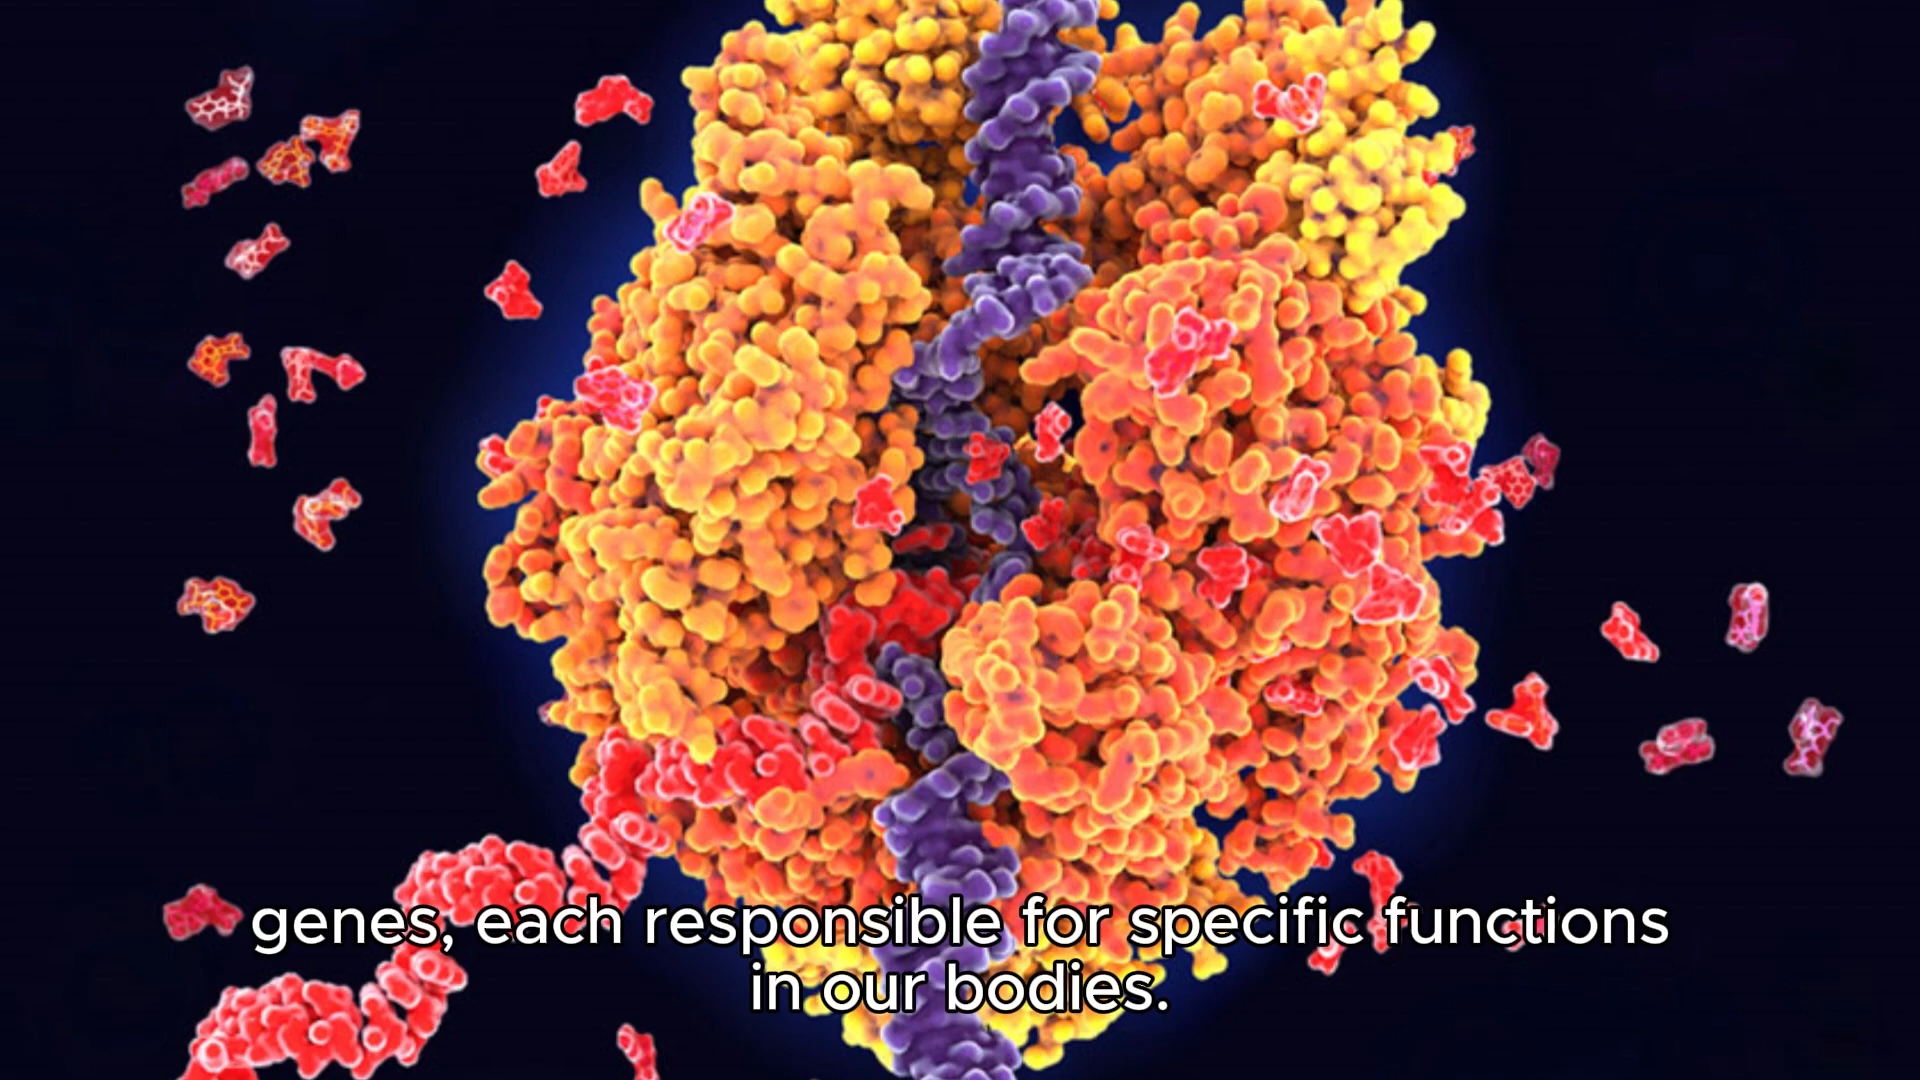 genes, each responsible for specific functions
in our bodies.